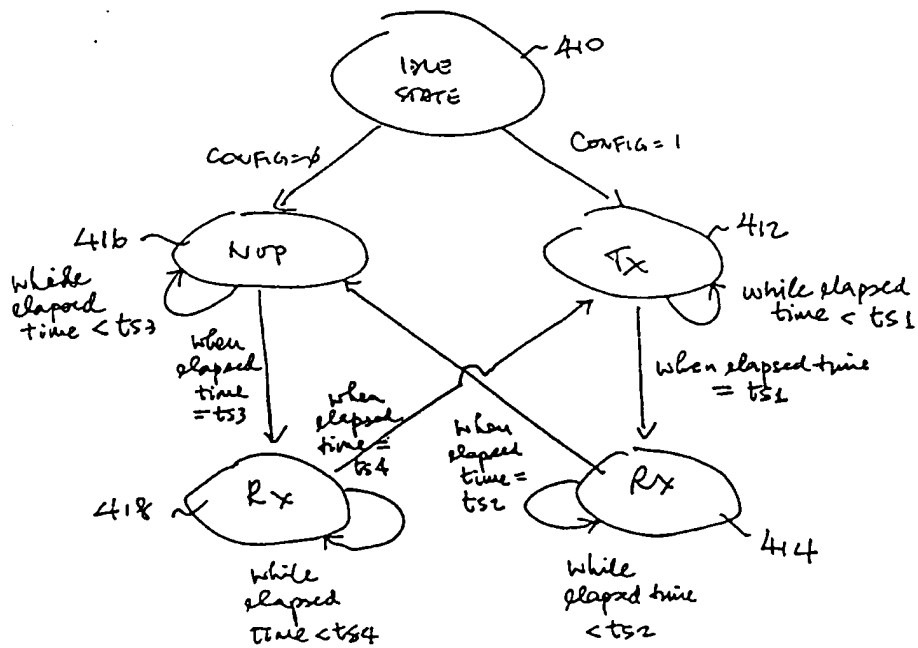 IDLE
STATE
410
CONFIG=0
CONFIG=1
416
NOP
412
TX
while
elapsed
time < ts3
while elapsed
time < ts1
when
elapsed
time
= ts3
when elapsed time
= ts1
when
elapsed
time =
ts4
when
elapsed
time =
ts2
418
Rx
Rx
414
while
elapsed
time < ts4
while
elapsed time
< ts2